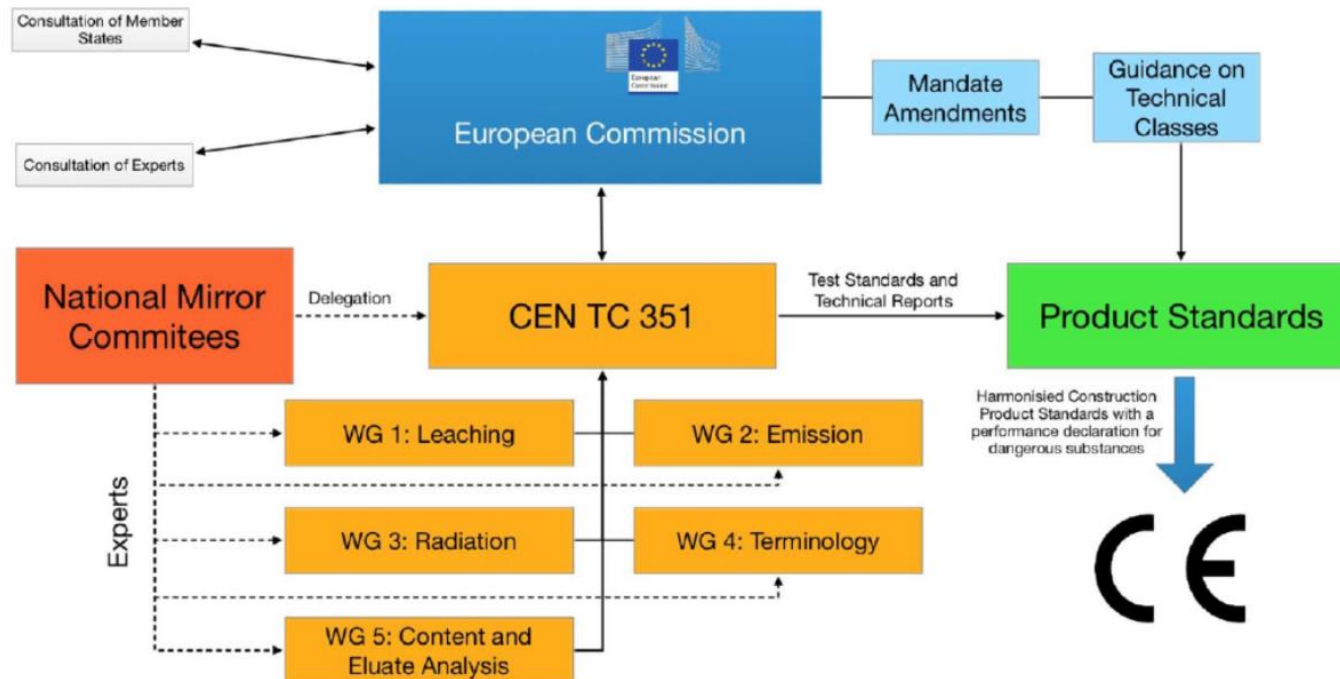 Consultation of Member
States
European
Commission
European Commission
Mandate
Amendments
Guidance on
Technical
Classes
Consultation of Experts
National Mirror
Commitees
Delegation
CEN TC 351
Test Standards and
Technical Reports
Product Standards
Harmonisied Construction
Product Standards with a
performance declaration for
dangerous substances
WG 1: Leaching
WG 2: Emission
Experts
WG 3: Radiation
WG 4: Terminology
WG 5: Content and
Eluate Analysis
CE